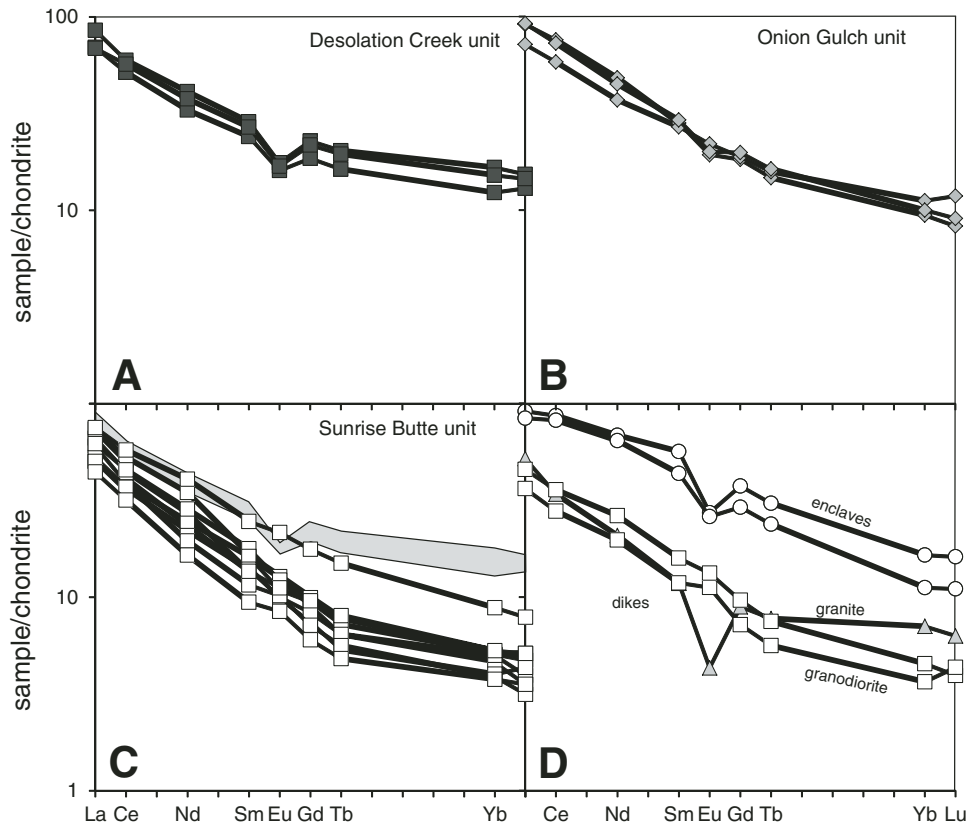 100
Desolation Creek unit
Onion Gulch unit
sample/chondrite
10
A
B
Sunrise Butte unit
enclaves
sample/chondrite
10
dikes
granite
granodiorite
C
D
1
La Ce Nd Sm Eu Gd Tb Yb Ce Nd Sm Eu Gd Tb Yb Lu